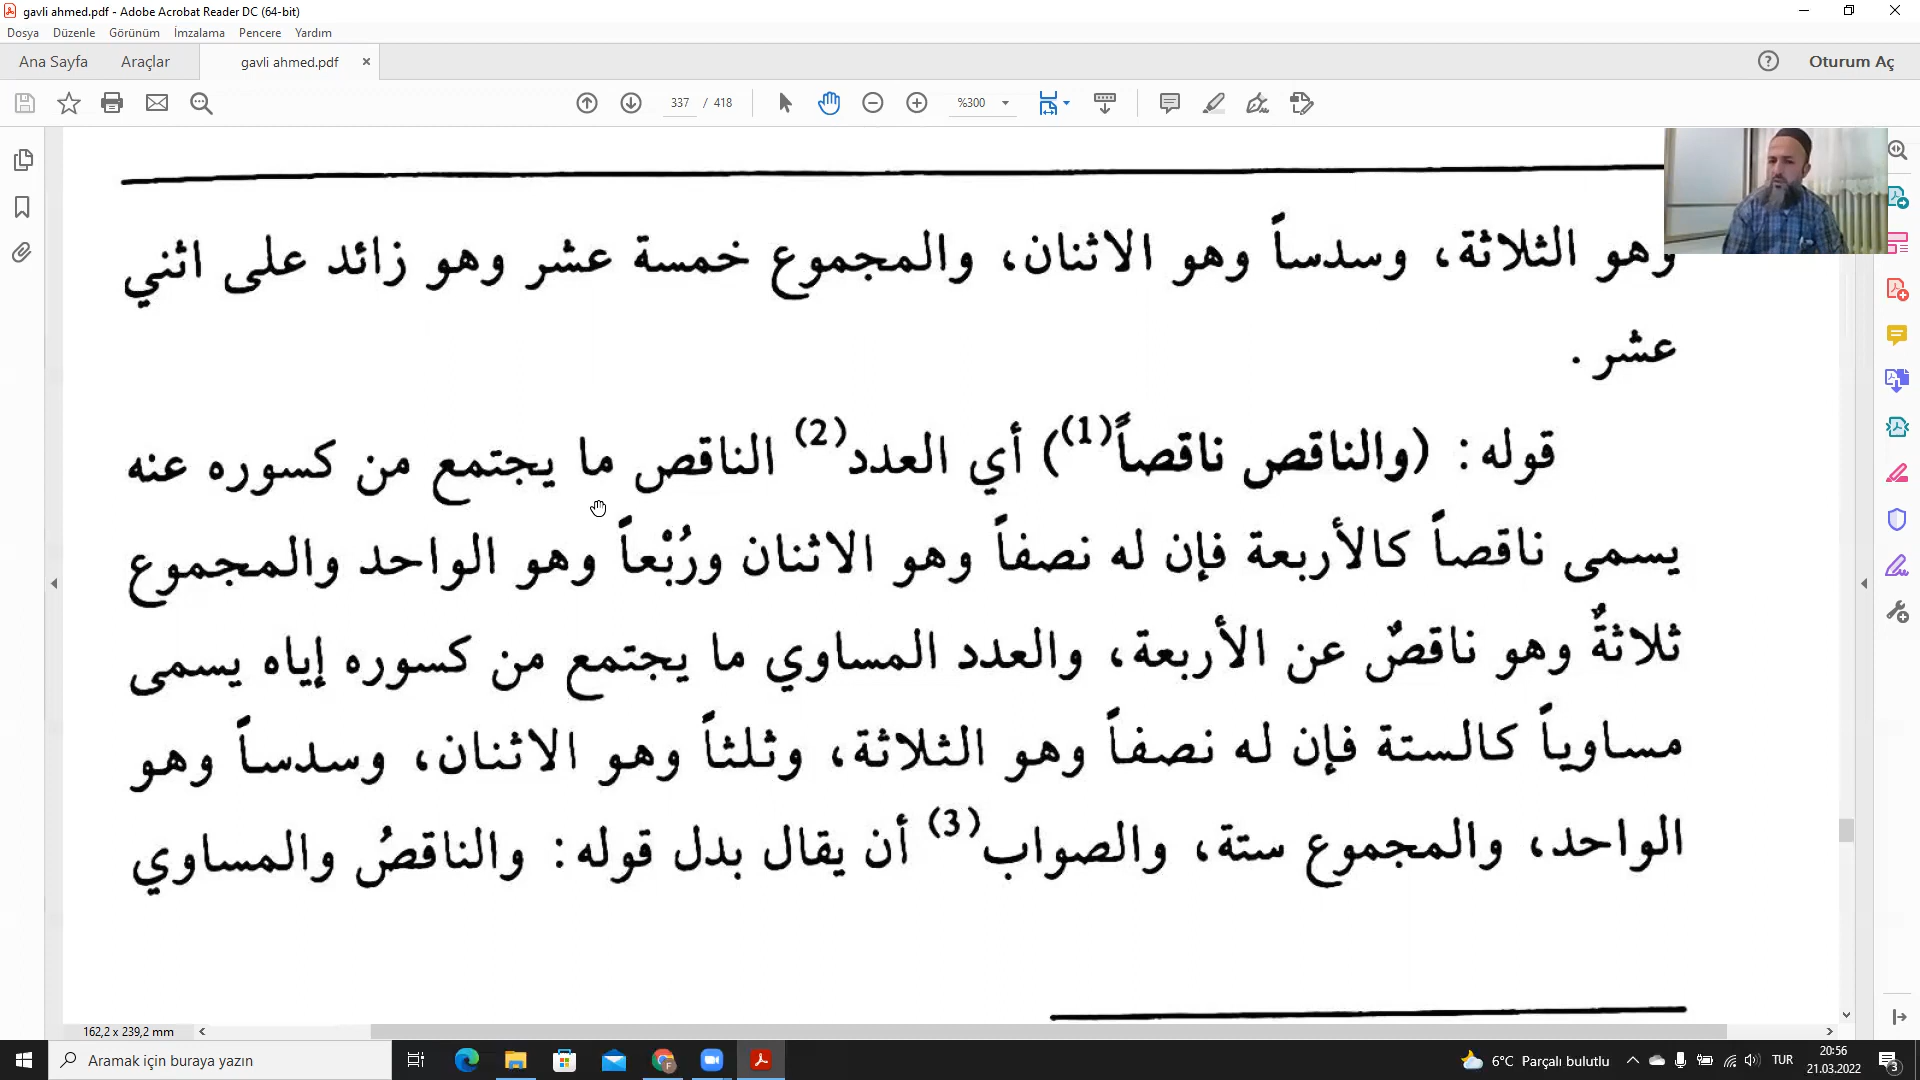 gavli ahmed.pdf - Adobe Acrobat Reader DC (64-bit)
Dosya Düzenle Görünüm İmzalama Pencere Yardım
Ana Sayfa Araçlar gavli ahmed.pdf × Oturum Aç
337 / 418 %300
وهو الثلاثة، وسدساً وهو الاثنان، والمجموع خمسة عشر وهو زائد على اثني
عشر .
قوله: (والناقص ناقصاً(1)) أي العدد(2) الناقص ما يجتمع من كسوره عنه
يسمى ناقصاً كالأربعة فإن له نصفاً وهو الاثنان ورُبْعاً وهو الواحد والمجموع
ثلاثةٌ وهو ناقصٌ عن الأربعة، والعدد المساوي ما يجتمع من كسوره إياه يسمى
مساوياً كالستة فإن له نصفاً وهو الثلاثة، وثلثاً وهو الاثنان، وسدساً وهو
الواحد، والمجموع ستة، والصواب(3) أن يقال بدل قوله: والناقصُ والمساوي
162,2 x 239,2 mm
Aramak için buraya yazın
6°C Parçalı bulutlu TUR 20:56
21.03.2022 3